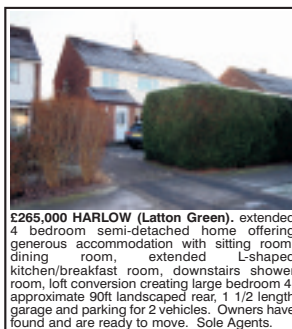 £265,000 HARLOW (Latton Green). extended
4 bedroom semi-detached home offering
generous accommodation with sitting room
dining room, extended L-shaped
kitchen/breakfast room, downstairs shower
room, loft conversion creating large bedroom 4,
approximate 90ft landscaped rear, 1 1/2 length
garage and parking for 2 vehicles. Owners have
found and are ready to move. Sole Agents.